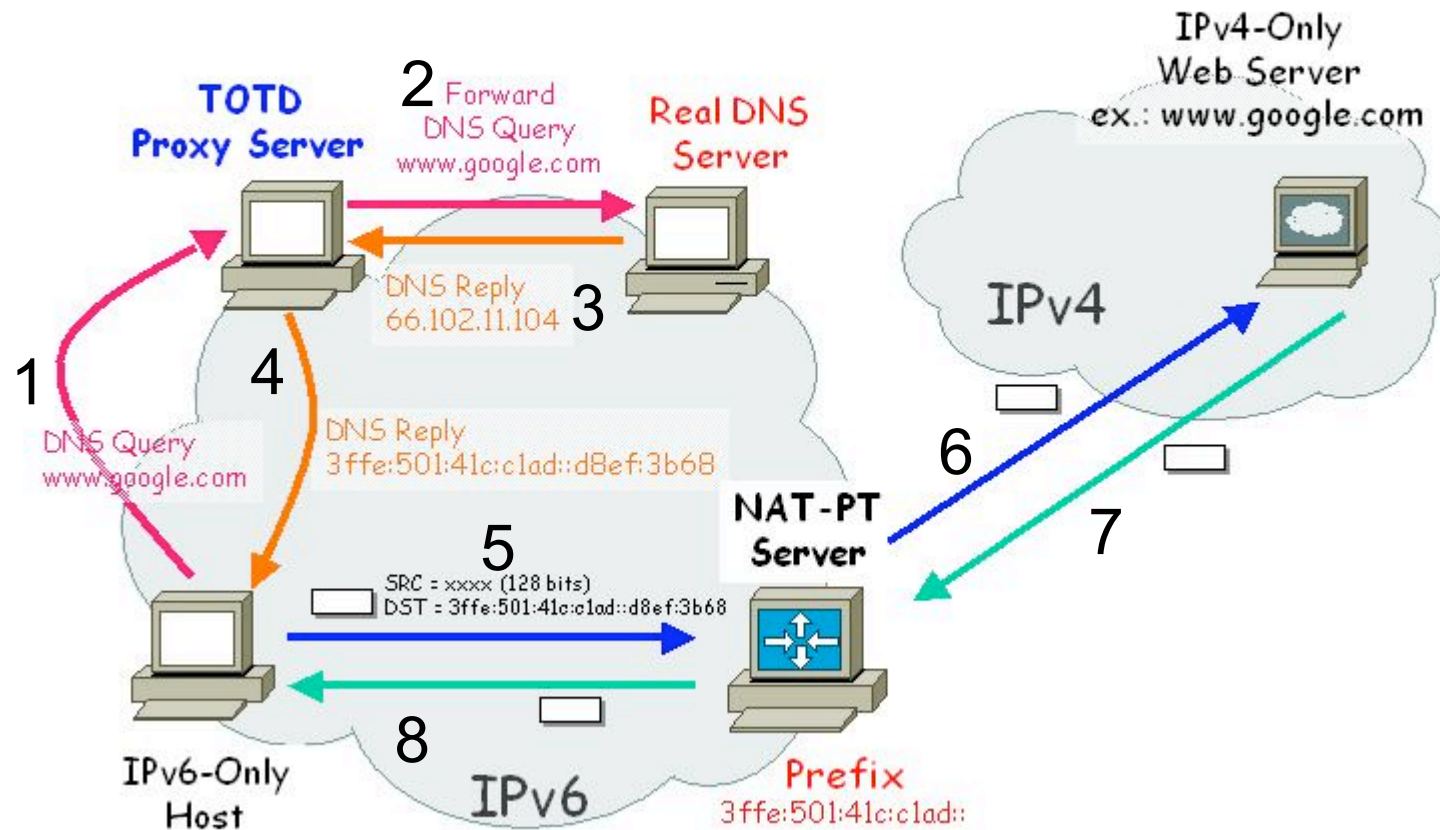 IPv4-Only
Web Server
ex.: www.google.com
TOTD
Proxy Server
2
Forward
DNS Query
www.google.com
Real DNS
Server
DNS Reply
66.102.11.104
3
IPv4
1
4
DNS Query
www.google.com
DNS Reply
3ffe:501:41c:c1ad::d8ef:3b68
6
7
NAT-PT
Server
5
SRC = xxxx (128 bits)
DST = 3ffe:501:41c:c1ad::d8ef:3b68
8
IPv6-Only
Host
IPv6
Prefix
3ffe:501:41c:c1ad::